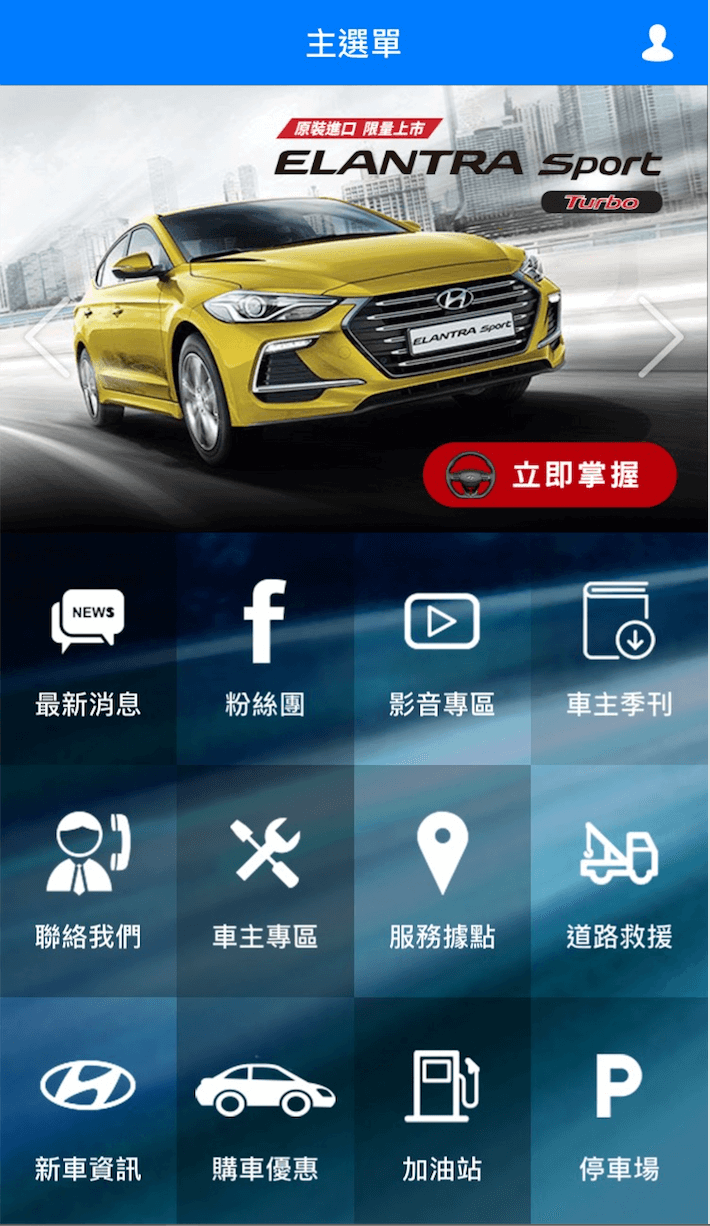 主選單
原裝進口 限量上市
ELANTRA Sport
Turbo
ELANTRA Sport
立即掌握
NEWS
最新消息
粉絲團
影音專區
車主季刊
聯絡我們
車主專區
服務據點
道路救援
新車資訊
購車優惠
加油站
P
停車場